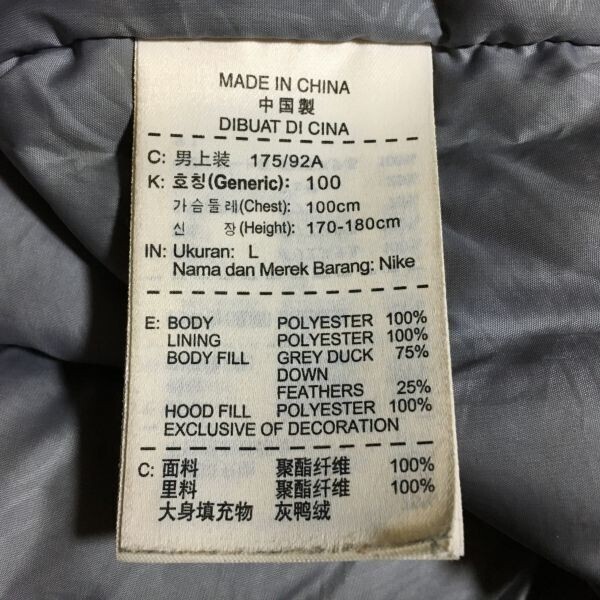 MADE IN CHINA
中国製
DIBUAT DI CINA
C: 男上装 175/92A
K: 호칭(Generic): 100
가슴둘레(Chest): 100cm
신 장(Height): 170-180cm
IN: Ukuran: L
Nama dan Merek Barang: Nike
E: BODY POLYESTER 100%
LINING POLYESTER 100%
BODY FILL GREY DUCK 75%
DOWN
FEATHERS 25%
HOOD FILL POLYESTER 100%
EXCLUSIVE OF DECORATION
C: 面料 聚酯纤维 100%
里料 聚酯纤维 100%
大身填充物 灰鸭绒